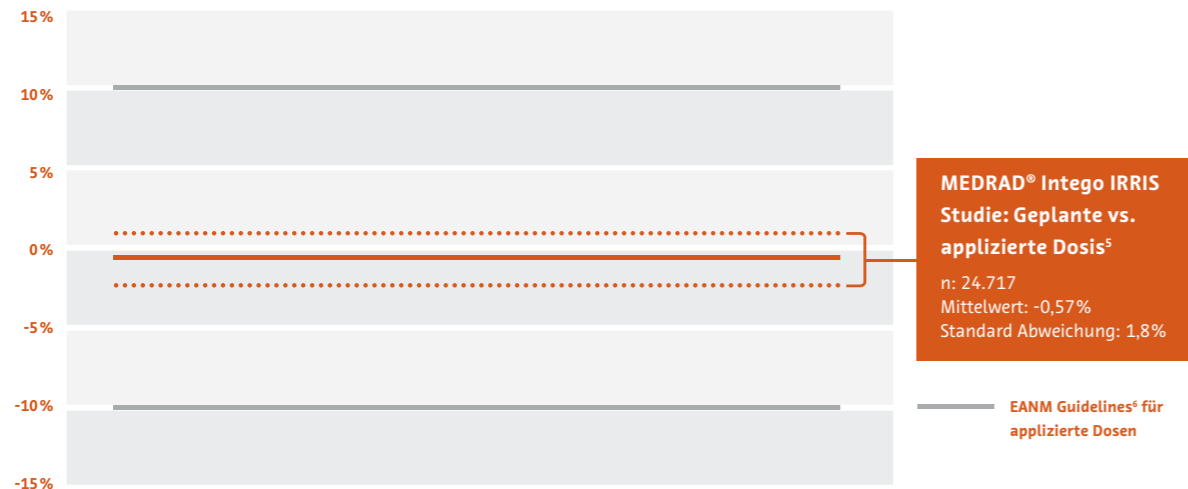 15%
10%
5%
0%
-5%
-10%
-15%
MEDRAD® Intego IRRIS
Studie: Geplante vs.
applizierte Dosis⁵
n: 24.717
Mittelwert: -0,57%
Standard Abweichung: 1,8%
EANM Guidelines⁶ für
applizierte Dosen